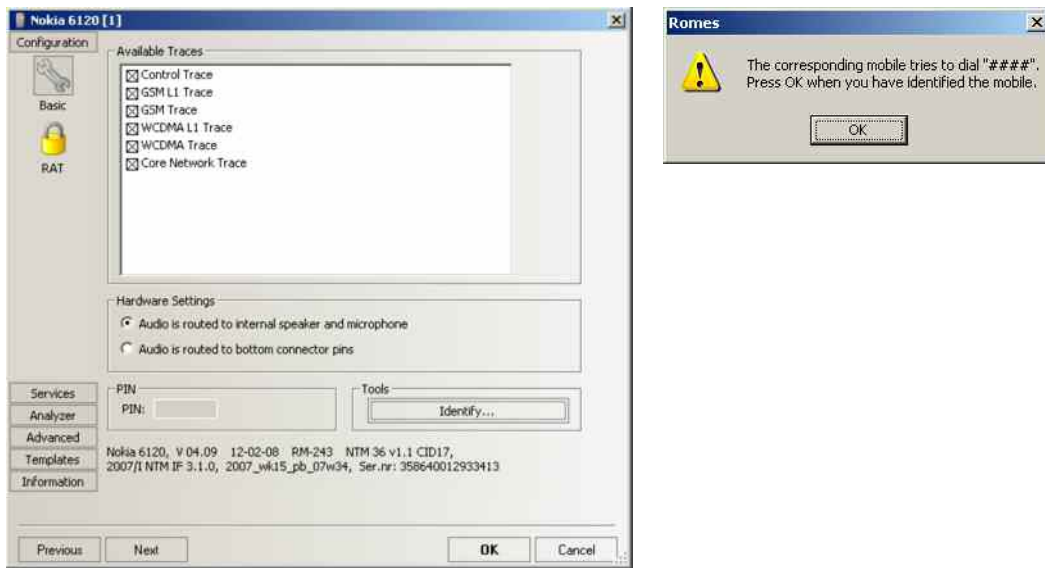 Nokia 6120 [1]
Configuration
Basic
RAT
Available Traces
Control Trace
GSM L1 Trace
GSM Trace
WCDMA L1 Trace
WCDMA Trace
Core Network Trace
Hardware Settings
Audio is routed to internal speaker and microphone
Audio is routed to bottom connector pins
Services
Analyzer
Advanced
Templates
Information
PIN
PIN:
Tools
Identify...
Nokia 6120, V 04.09 12-02-08 RM-243 NTM 36 v1.1 CID17,
2007/I NTM IF 3.1.0, 2007_wk15_pb_07w34, Ser.nr: 358640012933413
Previous
Next
OK
Cancel
Romes
The corresponding mobile tries to dial "####".
Press OK when you have identified the mobile.
OK